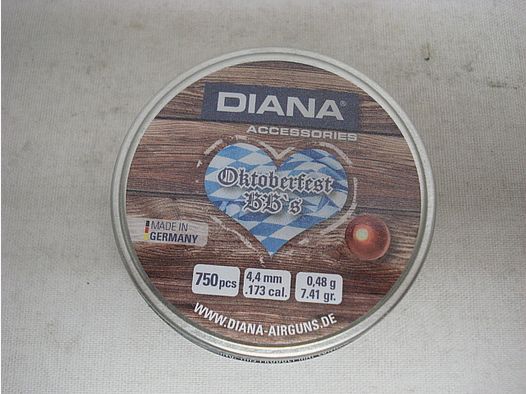 DIANA®
ACCESSORIES
Oktoberfest
BB's
MADE IN
GERMANY
750 pcs
4,4 mm
.173 cal.
0,48 g
7.41 gr.
WWW.DIANA-AIRGUNS.DE